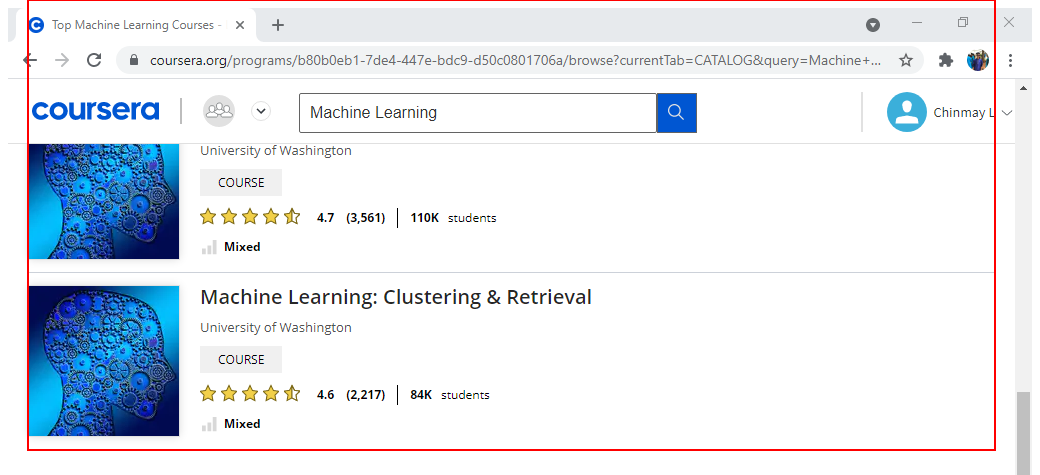 Top Machine Learning Courses -
coursera.org/programs/b80b0eb1-7de4-447e-bdc9-d50c0801706a/browse?currentTab=CATALOG&query=Machine+...
coursera
Machine Learning
Chinmay L
University of Washington
COURSE
4.7 (3,561) 110K students
Mixed
Machine Learning: Clustering & Retrieval
University of Washington
COURSE
4.6 (2,217) 84K students
Mixed